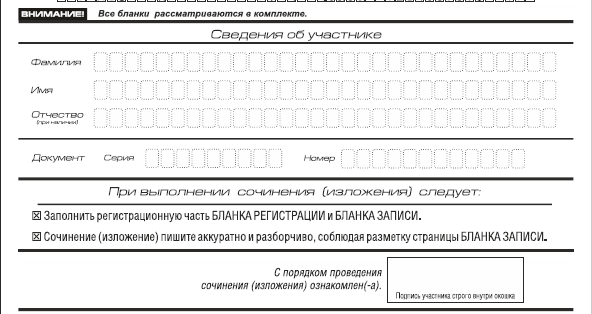 ВНИМАНИЕ! Все бланки рассматриваются в комплекте.
Сведения об участнике
Фамилия
Имя
Отчество
(при наличии)
Документ Серия Номер
При выполнении сочинения (изложения) следует:
☒ Заполнить регистрационную часть БЛАНКА РЕГИСТРАЦИИ и БЛАНКА ЗАПИСИ.
☒ Сочинение (изложение) пишите аккуратно и разборчиво, соблюдая разметку страницы БЛАНКА ЗАПИСИ.
С порядком проведения
сочинения (изложения) ознакомлен(-а).
Подпись участника строго внутри окошка